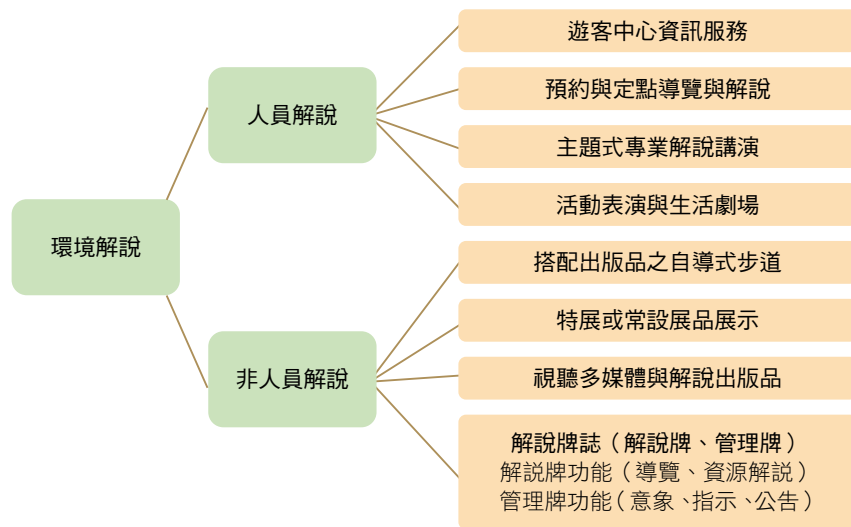 環境解說
人員解說
遊客中心資訊服務
預約與定點導覽與解說
主題式專業解說講演
活動表演與生活劇場
非人員解說
搭配出版品之自導式步道
特展或常設展品展示
視聽多媒體與解說出版品
解說牌誌（解說牌、管理牌）
解說牌功能（導覽、資源解說）
管理牌功能（意象、指示、公告）